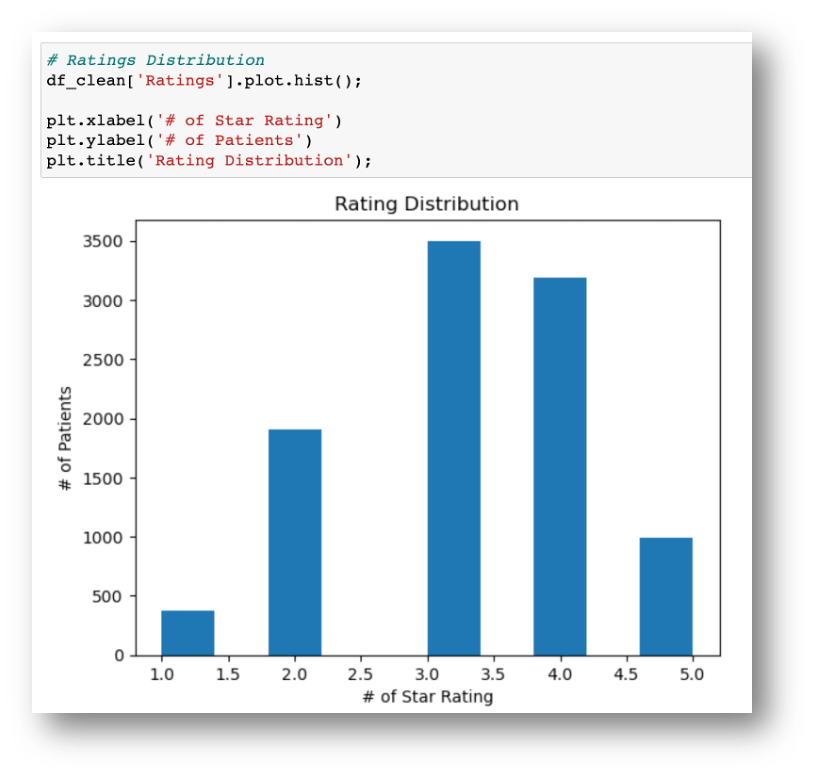 # Ratings Distribution
df_clean['Ratings'].plot.hist();
plt.xlabel('# of Star Rating')
plt.ylabel('# of Patients')
plt.title('Rating Distribution');
Rating Distribution
3500
3000
2500
2000
1500
1000
500
0
# of Patients
1.0 1.5 2.0 2.5 3.0 3.5 4.0 4.5 5.0
# of Star Rating